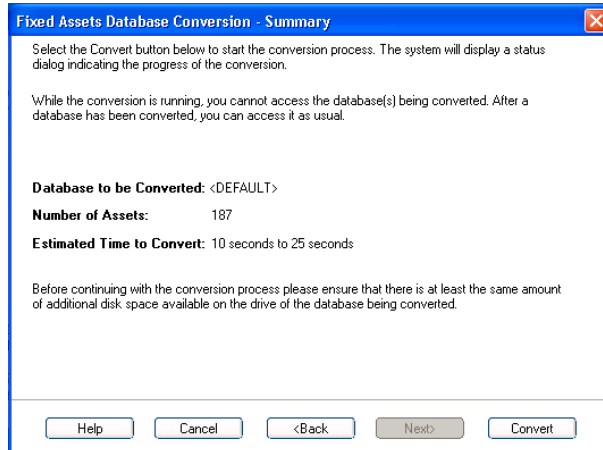 Fixed Assets Database Conversion - Summary
Select the Convert button below to start the conversion process. The system will display a status
dialog indicating the progress of the conversion.
While the conversion is running, you cannot access the database(s) being converted. After a
database has been converted, you can access it as usual.
Database to be Converted: <DEFAULT>
Number of Assets: 187
Estimated Time to Convert: 10 seconds to 25 seconds
Before continuing with the conversion process please ensure that there is at least the same amount
of additional disk space available on the drive of the database being converted.
Help Cancel <Back Next> Convert